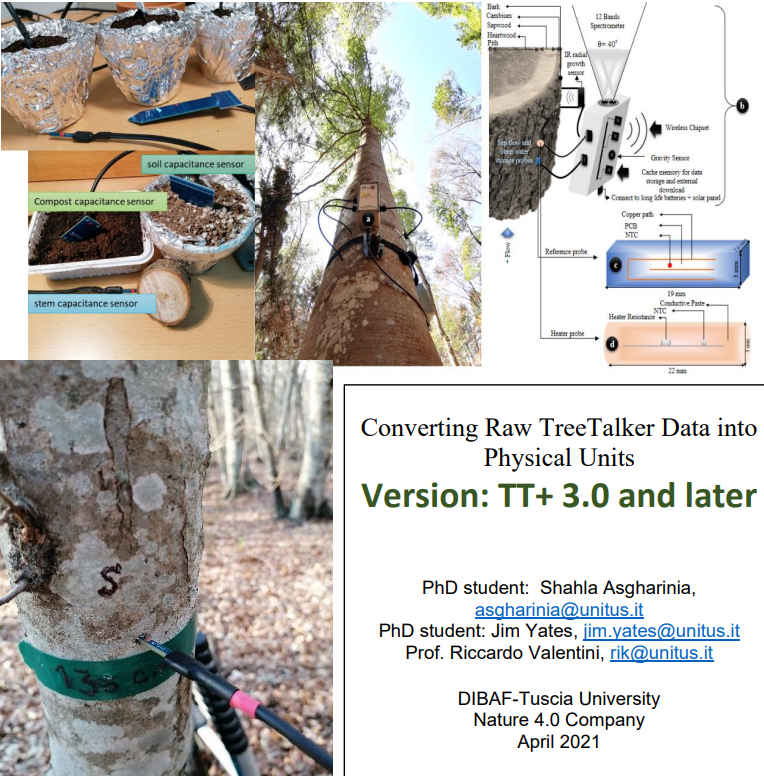 soil capacitance sensor
Compost capacitance sensor
stem capacitance sensor
a
Bark
Cambium
Sapwood
Heartwood
Pith
12 Bands
Spectrometer
θ= 40°
IR radial
growth
sensor
b
Sap flow and
Stem water
storage probes
Wireless Chipset
Gravity Sensor
Cache memory for data
storage and external
download
Connect to long life batteries + solar panel
+ Flow
Copper path
PCB
NTC
Reference probe
c
3 mm
19 mm
Conductive Paste
NTC
Heater Resistance
Heater probe
d
22 mm
S
135 c
Converting Raw TreeTalker Data into
Physical Units
Version: TT+ 3.0 and later
PhD student: Shahla Asgharinia,
asgharinia@unitus.it
PhD student: Jim Yates, jim.yates@unitus.it
Prof. Riccardo Valentini, rik@unitus.it
DIBAF-Tuscia University
Nature 4.0 Company
April 2021